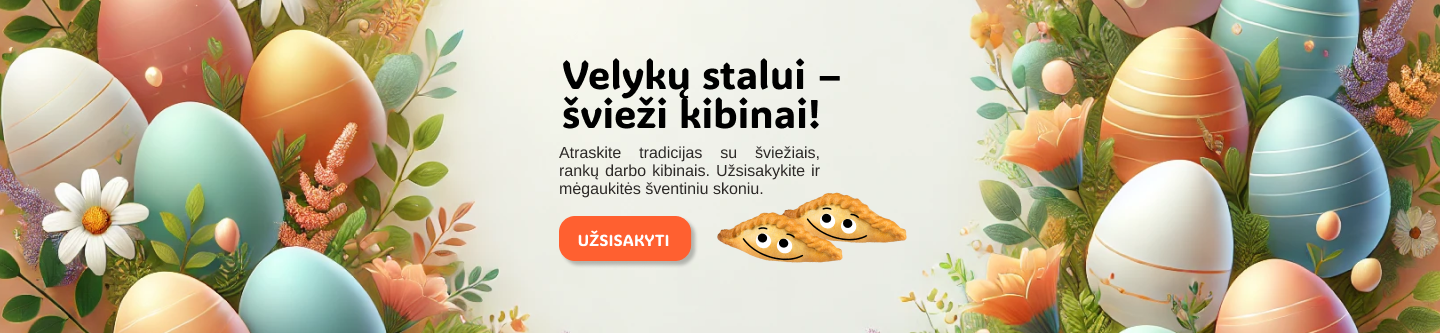 Velykų stalui –
švieži kibinai!
Atraskite tradicijas su šviežiais,
rankų darbo kibinais. Užsisakykite ir
mėgaukitės šventiniu skoniu.
UŽSISAKYTI